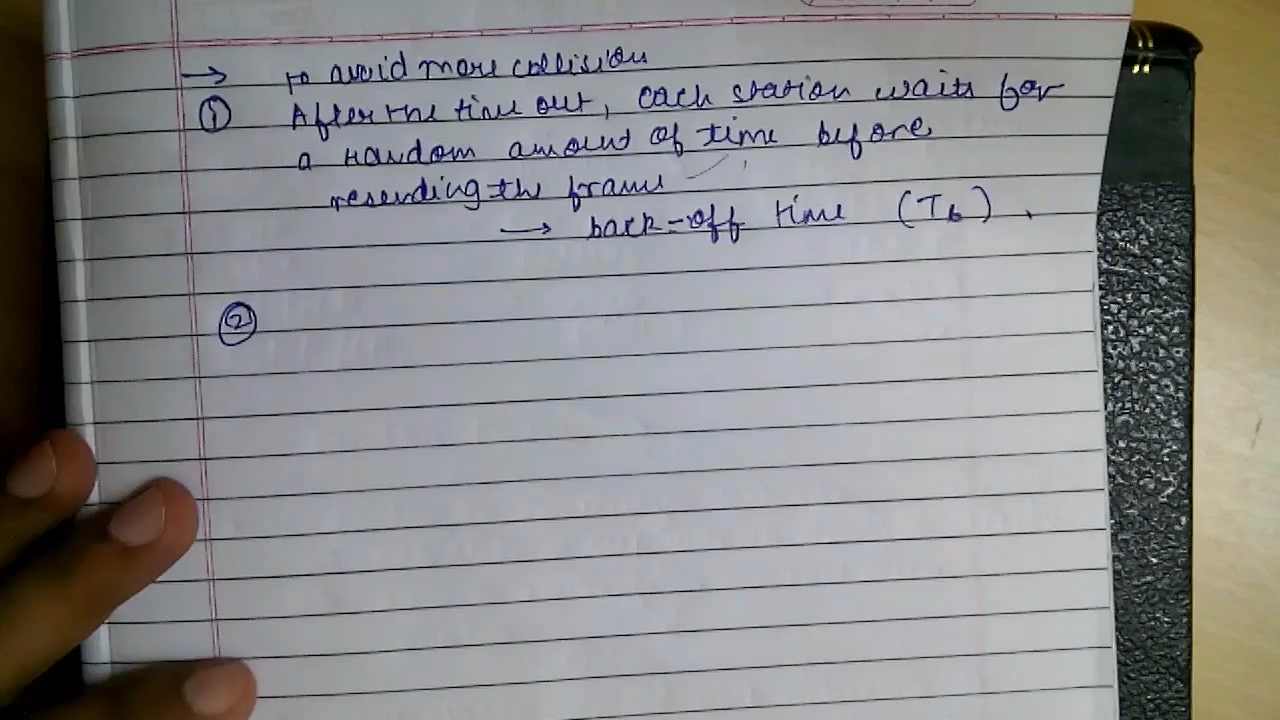 → to avoid more collision
① After the time out, each station waits for
a random amount of time before
resending the frame
→ back-off time (Tb).
②